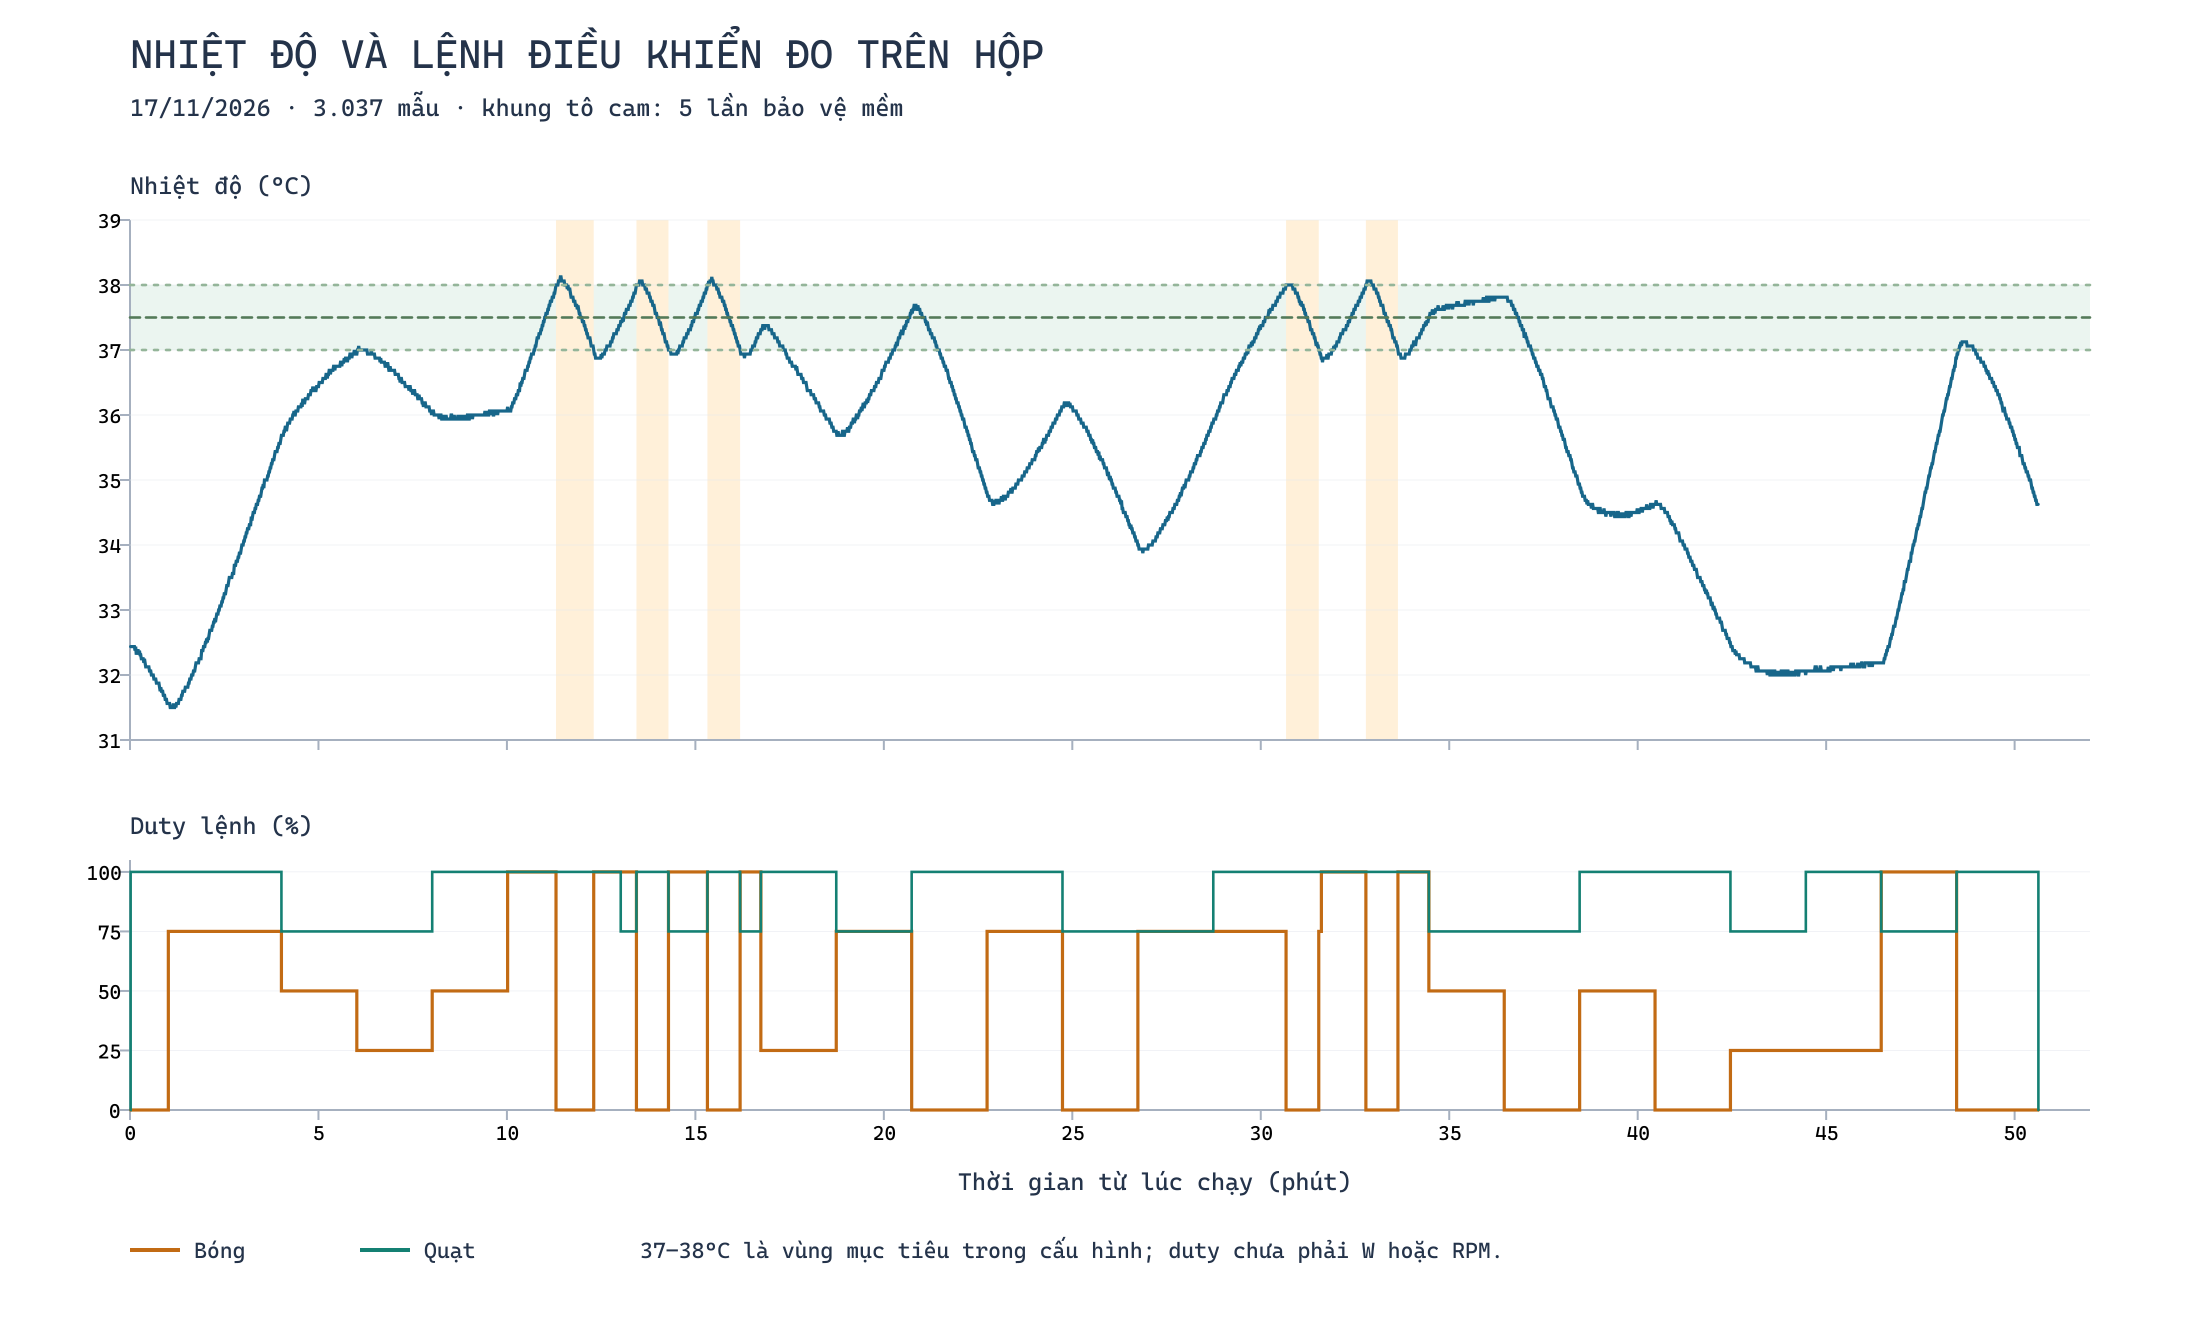 NHIỆT ĐỘ VÀ LỆNH ĐIỀU KHIỂN ĐO TRÊN HỘP
17/11/2026 · 3.037 mẫu · khung tô cam: 5 lần bảo vệ mềm
Nhiệt độ (°C)
39
38
37
36
35
34
33
32
31
Duty lệnh (%)
100
75
50
25
0
0 5 10 15 20 25 30 35 40 45 50
Thời gian từ lúc chạy (phút)
Bóng Quạt 37–38°C là vùng mục tiêu trong cấu hình; duty chưa phải W hoặc RPM.